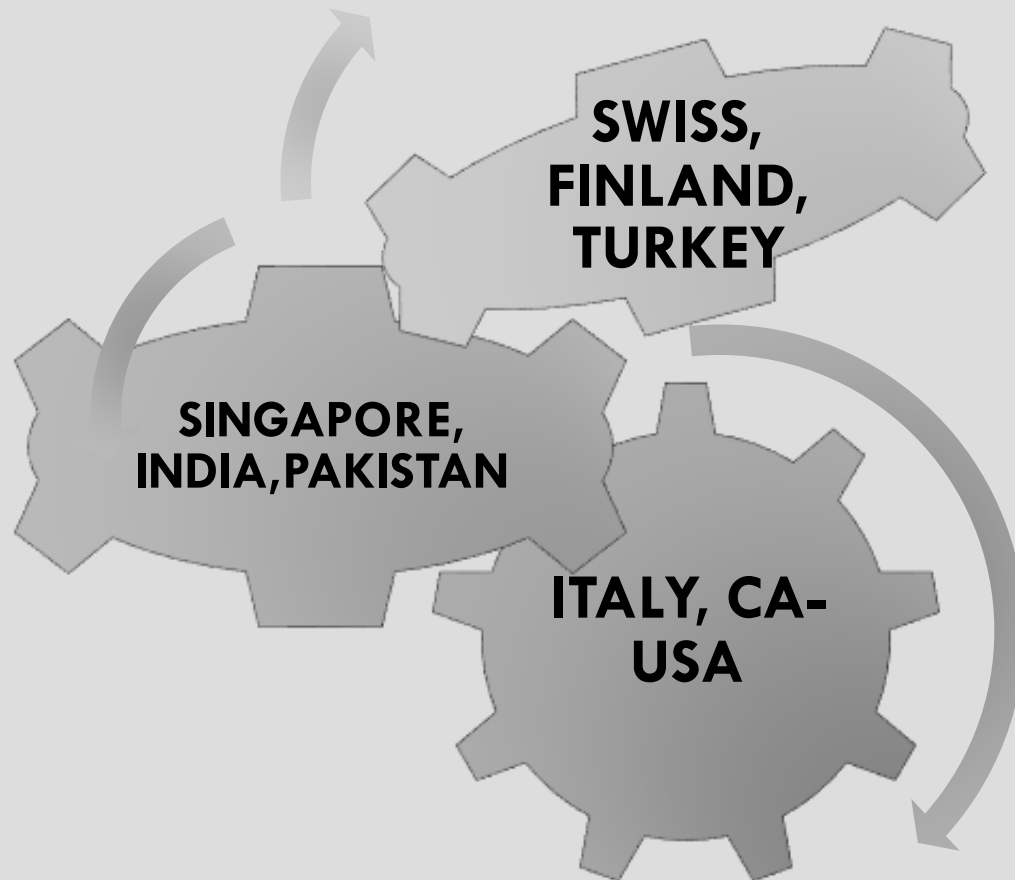 SWISS,
FINLAND,
TURKEY
SINGAPORE,
INDIA,PAKISTAN
ITALY, CA-
USA